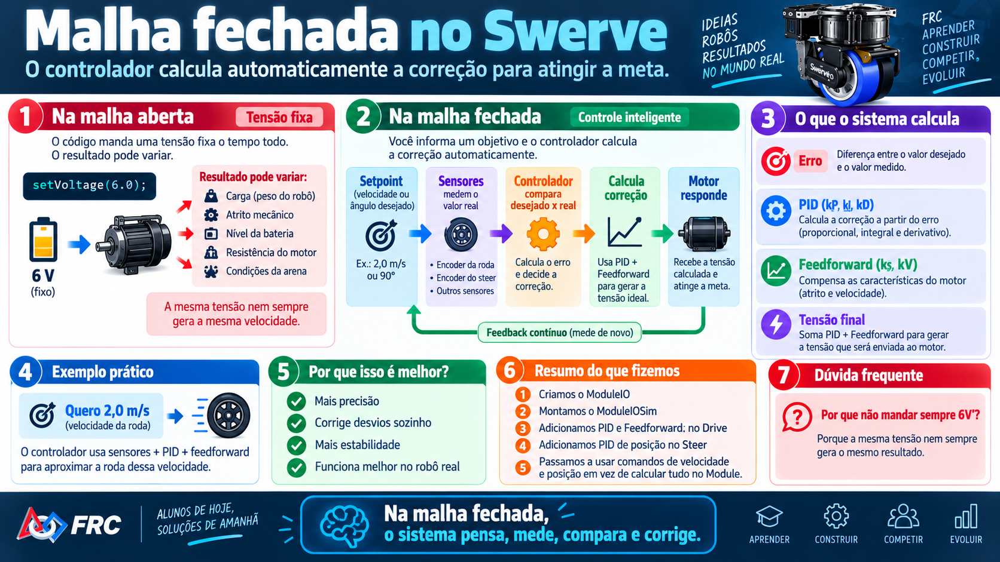 Malha fechada no Swerve
O controlador calcula automaticamente a correção para atingir a meta.
IDEIAS
ROBÔS
RESULTADOS
NO MUNDO REAL
Swerve
FRC
APRENDER
CONSTRUIR
COMPETIR,
EVOLUIR
1 Na malha aberta
Tensão fixa
O código manda uma tensão fixa o tempo todo.
O resultado pode variar.
setVoltage(6.0);
6 V
(fixo)
Resultado pode variar:
Carga (peso do robô)
Atrito mecânico
Nível da bateria
Resistência do motor
Condições da arena
A mesma tensão nem sempre
gera a mesma velocidade.
2 Na malha fechada
Controle inteligente
Você informa um objetivo e o controlador calcula
a correção automaticamente.
Setpoint
(velocidade ou
ângulo desejado)
Ex.: 2,0 m/s
ou 90°
Sensores
medem o
valor real
• Encoder da roda
• Encoder do steer
• Outros sensores
Controlador
compara
desejado x real
Calcula o erro
e decide a
correção.
Calcula
correção
Usa PID +
Feedforward
para gerar a
tensão ideal.
Motor
responde
Recebe a tensão
calculada e
atinge a meta.
Feedback contínuo (mede de novo)
3 O que o sistema calcula
Erro
Diferença entre o valor desejado
e o valor medido.
PID (kP, kI, kD)
Calcula a correção a partir do erro
(proporcional, integral e derivativo).
Feedforward (kS, kV)
Compensa as características do motor
(atrito e velocidade).
Tensão final
Soma PID + Feedforward para gerar
a tensão que será enviada ao motor.
4 Exemplo prático
Quero 2,0 m/s
(velocidade da roda)
O controlador usa sensores + PID + feedforward
para aproximar a roda dessa velocidade.
5 Por que isso é melhor?
Mais precisão
Corrige desvios sozinho
Mais estabilidade
Funciona melhor no robô real
6 Resumo do que fizemos
1 Criamos o ModuleIO
2 Montamos o ModuleIOSim
3 Adicionamos PID e Feedforward: no Drive
4 Adicionamos PID de posição no Steer
5 Passamos a usar comandos de velocidade
e posição em vez de calcular tudo no Module.
7 Dúvida frequente
Por que não mandar sempre 6V'?
Porque a mesma tensão nem sempre
gera o mesmo resultado.
FRC
ALUNOS DE HOJE,
SOLUÇÕES DE AMANHÃ
Na malha fechada,
o sistema pensa, mede, compara e corrige.
APRENDER
CONSTRUIR
COMPETIR
EVOLUIR